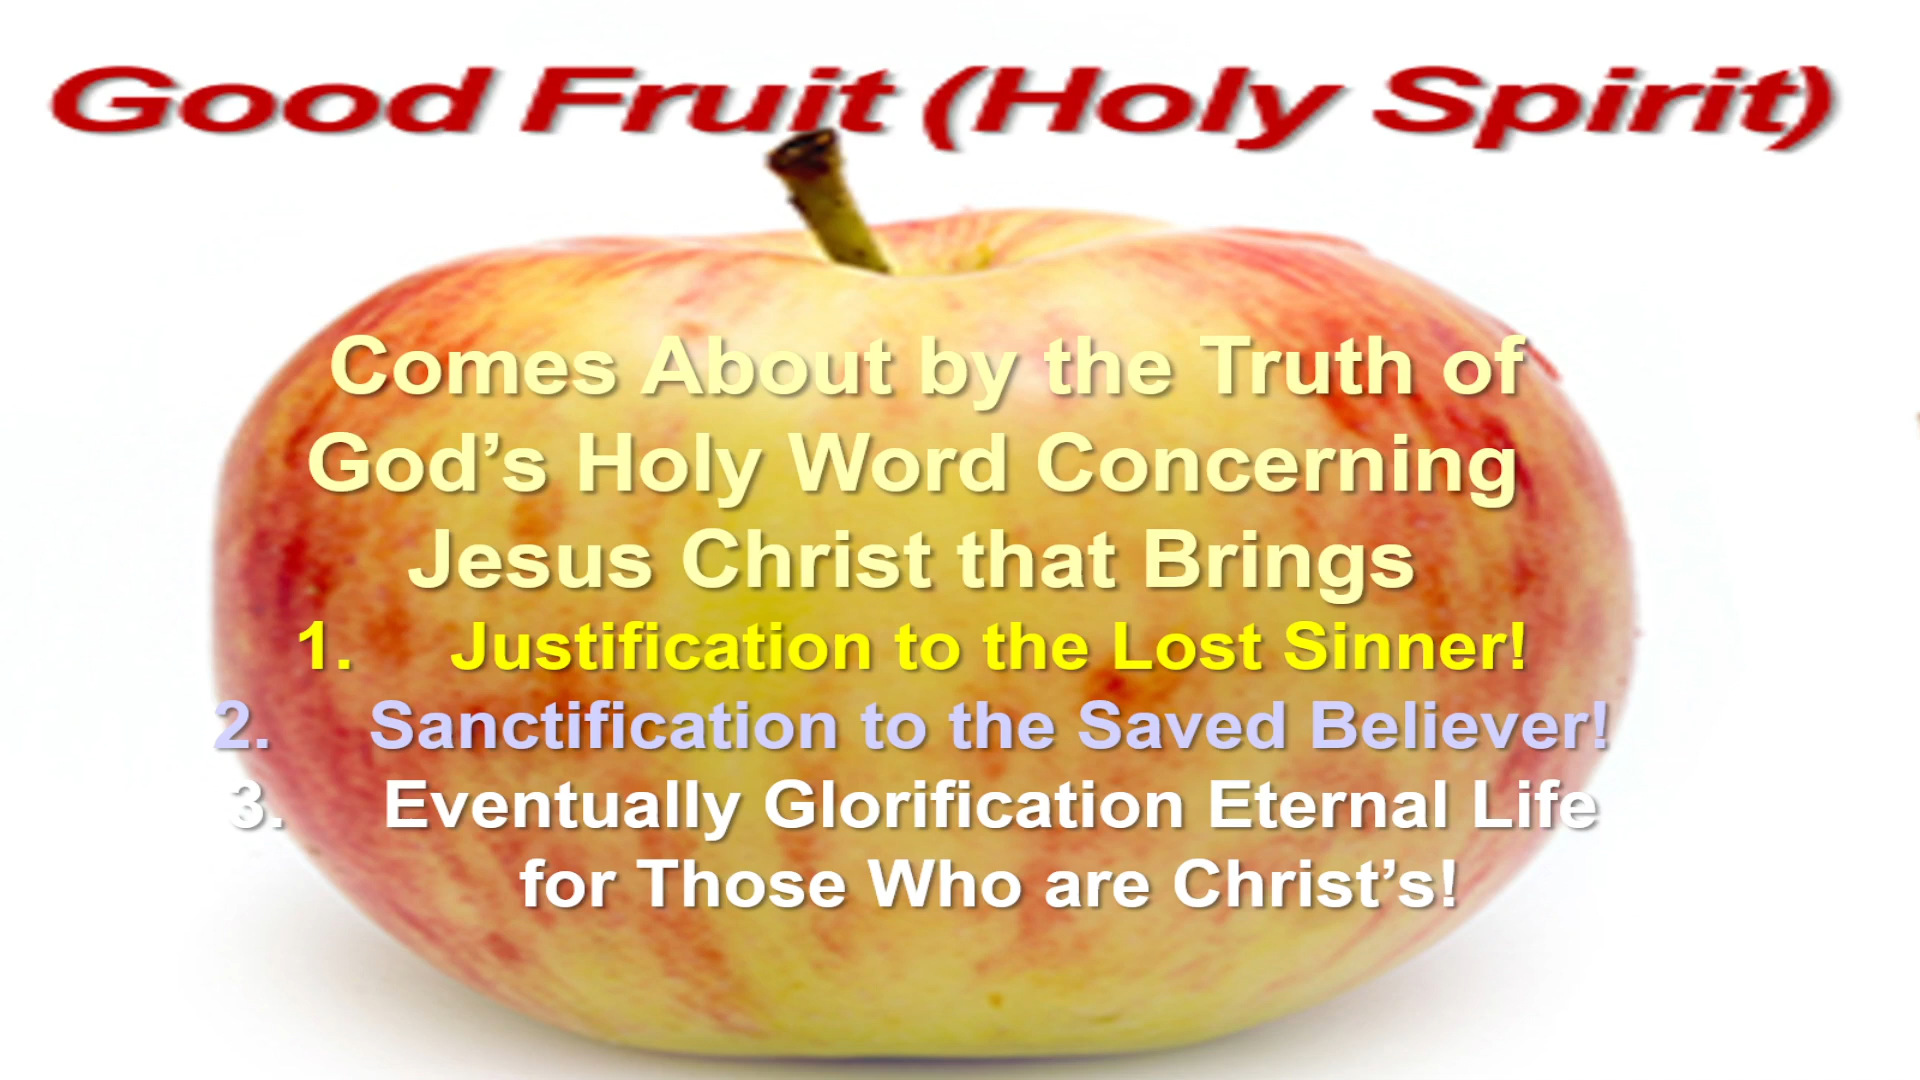 Good Fruit (Holy Spirit)
Comes About by the Truth of
God’s Holy Word Concerning
Jesus Christ that Brings
1. Justification to the Lost Sinner!
2. Sanctification to the Saved Believer!
3. Eventually Glorification Eternal Life
for Those Who are Christ’s!